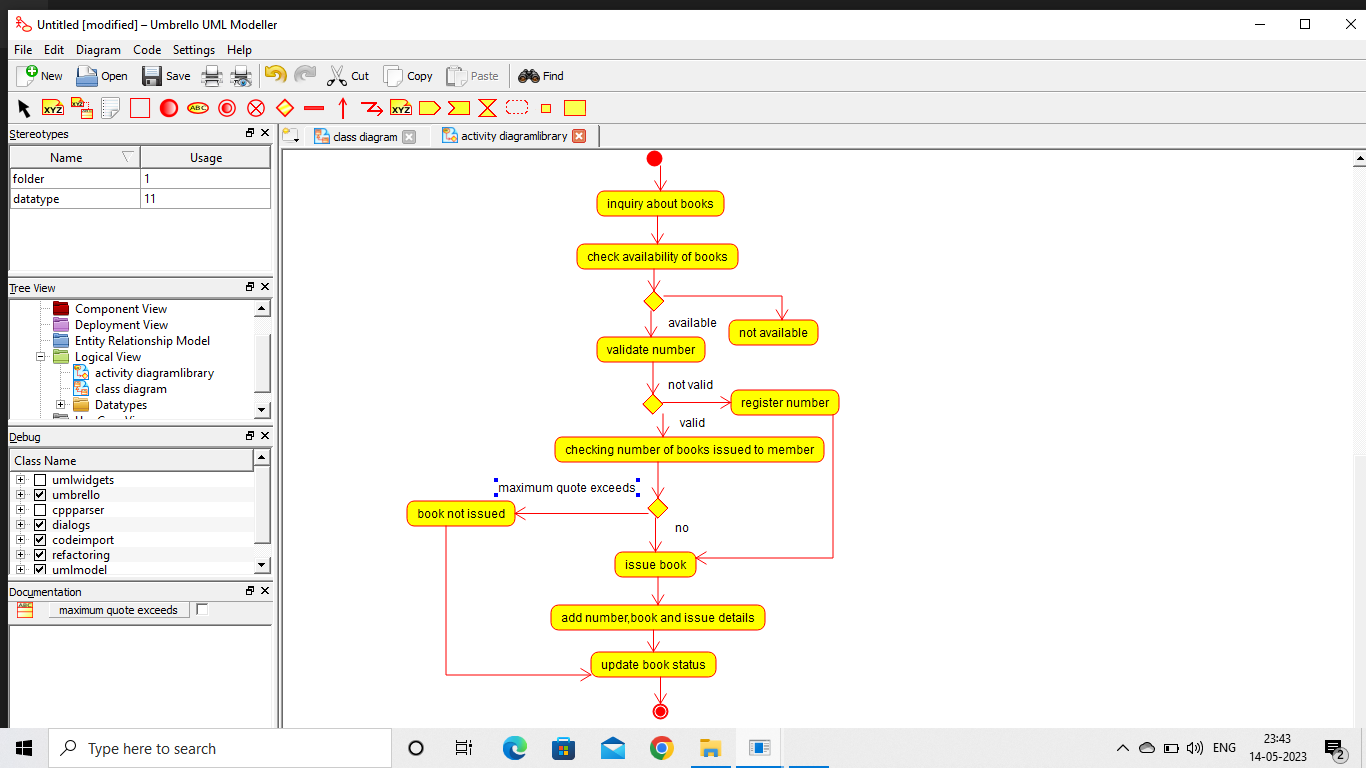 Untitled [modified] – Umbrello UML Modeller
File Edit Diagram Code Settings Help
New Open Save Cut Copy Paste Find
XYZ XYZ ABC XYZ
Stereotypes
class diagram activity diagramlibrary
Name Usage
folder 1
datatype 11
Tree View
Component View
Deployment View
Entity Relationship Model
Logical View
activity diagramlibrary
class diagram
Datatypes
Debug
Class Name
umlwidgets
umbrello
cppparser
dialogs
codeimport
refactoring
umlmodel
Documentation
ABC
maximum quote exceeds
inquiry about books
check availability of books
available
not available
validate number
not valid
register number
valid
checking number of books issued to member
maximum quote exceeds
book not issued
no
issue book
add number,book and issue details
update book status
Type here to search
ENG
23:43
14-05-2023
2